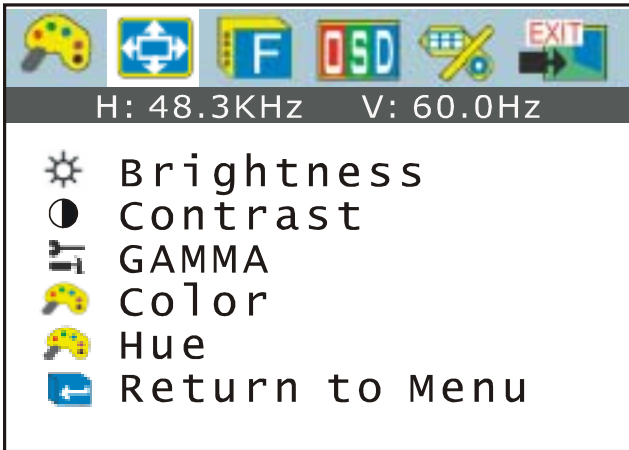 F OSD EXIT
H: 48.3KHz V: 60.0Hz
Brightness
Contrast
GAMMA
Color
Hue
Return to Menu